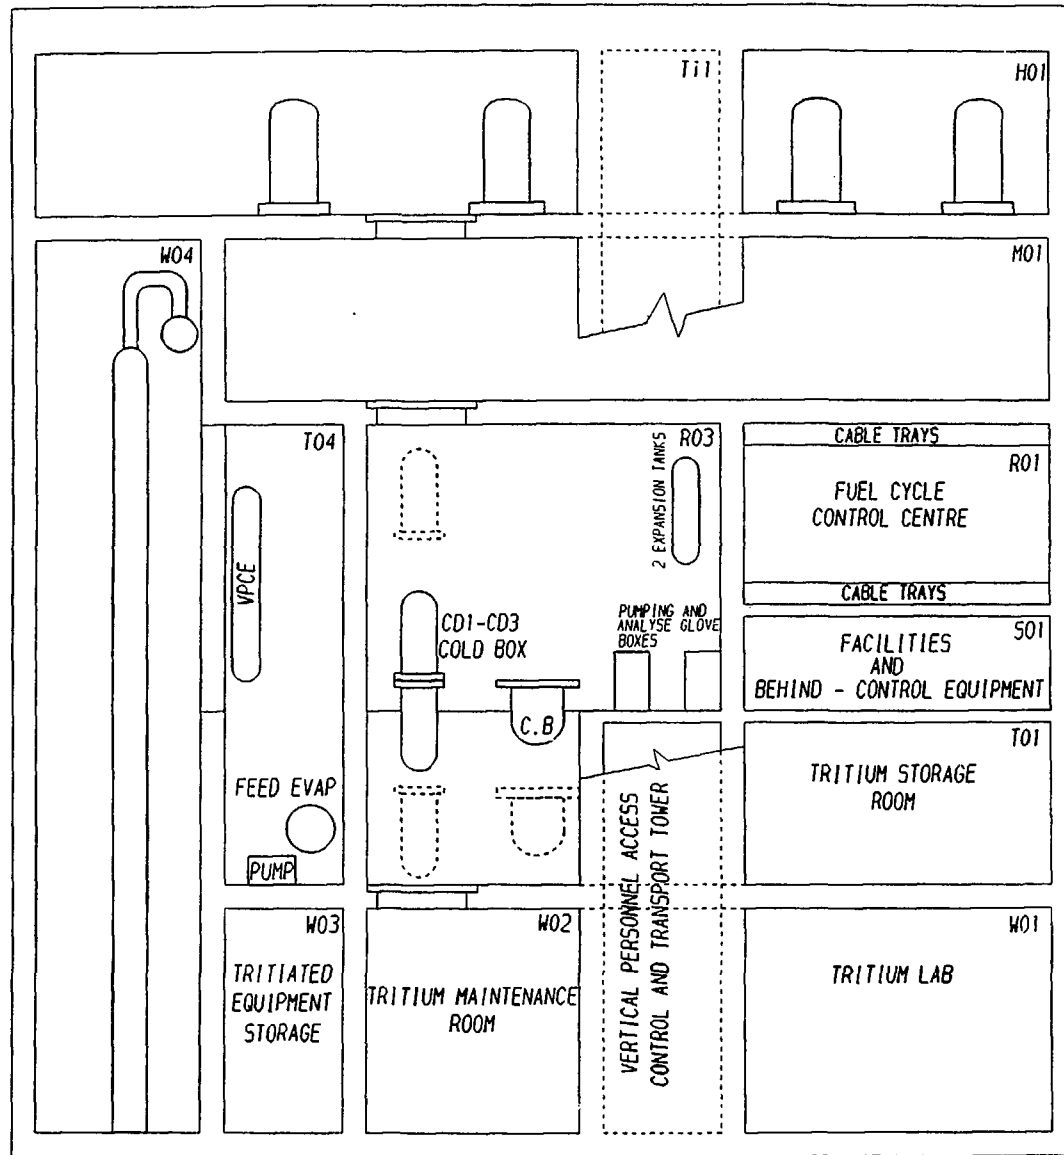 Ti1
H01
W04
M01
T04
R03
CABLE TRAYS
R01
FUEL CYCLE
CONTROL CENTRE
CABLE TRAYS
2 EXPANSION TANKS
VPCE
CD1-CD3
COLD BOX
PUMPING AND
ANALYSE GLOVE
BOXES
S01
FACILITIES
AND
BEHIND - CONTROL EQUIPMENT
C.B
T01
TRITIUM STORAGE
ROOM
FEED EVAP
PUMP
VERTICAL PERSONNEL ACCESS
CONTROL AND TRANSPORT TOWER
W03
TRITIATED
EQUIPMENT
STORAGE
W02
TRITIUM MAINTENANCE
ROOM
W01
TRITIUM LAB